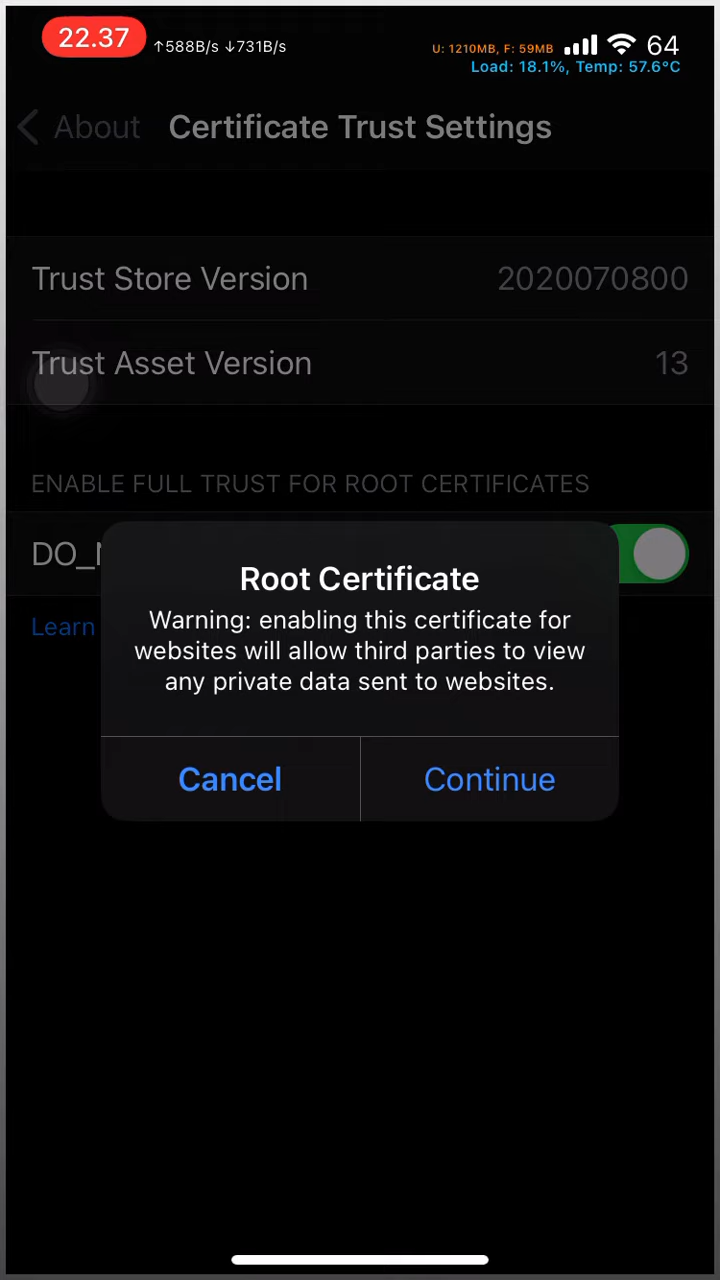 22.37 ↑588B/s ↓731B/s U: 1210MB, F: 59MB 64
Load: 18.1%, Temp: 57.6°C
About Certificate Trust Settings
Trust Store Version 2020070800
Trust Asset Version 13
ENABLE FULL TRUST FOR ROOT CERTIFICATES
DO_
Root Certificate
Warning: enabling this certificate for
websites will allow third parties to view
any private data sent to websites.
Learn
Cancel Continue